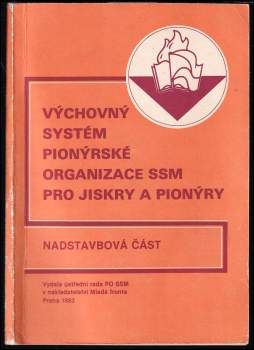 VÝCHOVNÝ
SYSTÉM
PIONÝRSKÉ
ORGANIZACE SSM
PRO JISKRY A PIONÝRY
NADSTAVBOVÁ ČÁST
Vydala ústřední rada PO SSM
v nakladatelství Mladá fronta
Praha 1983